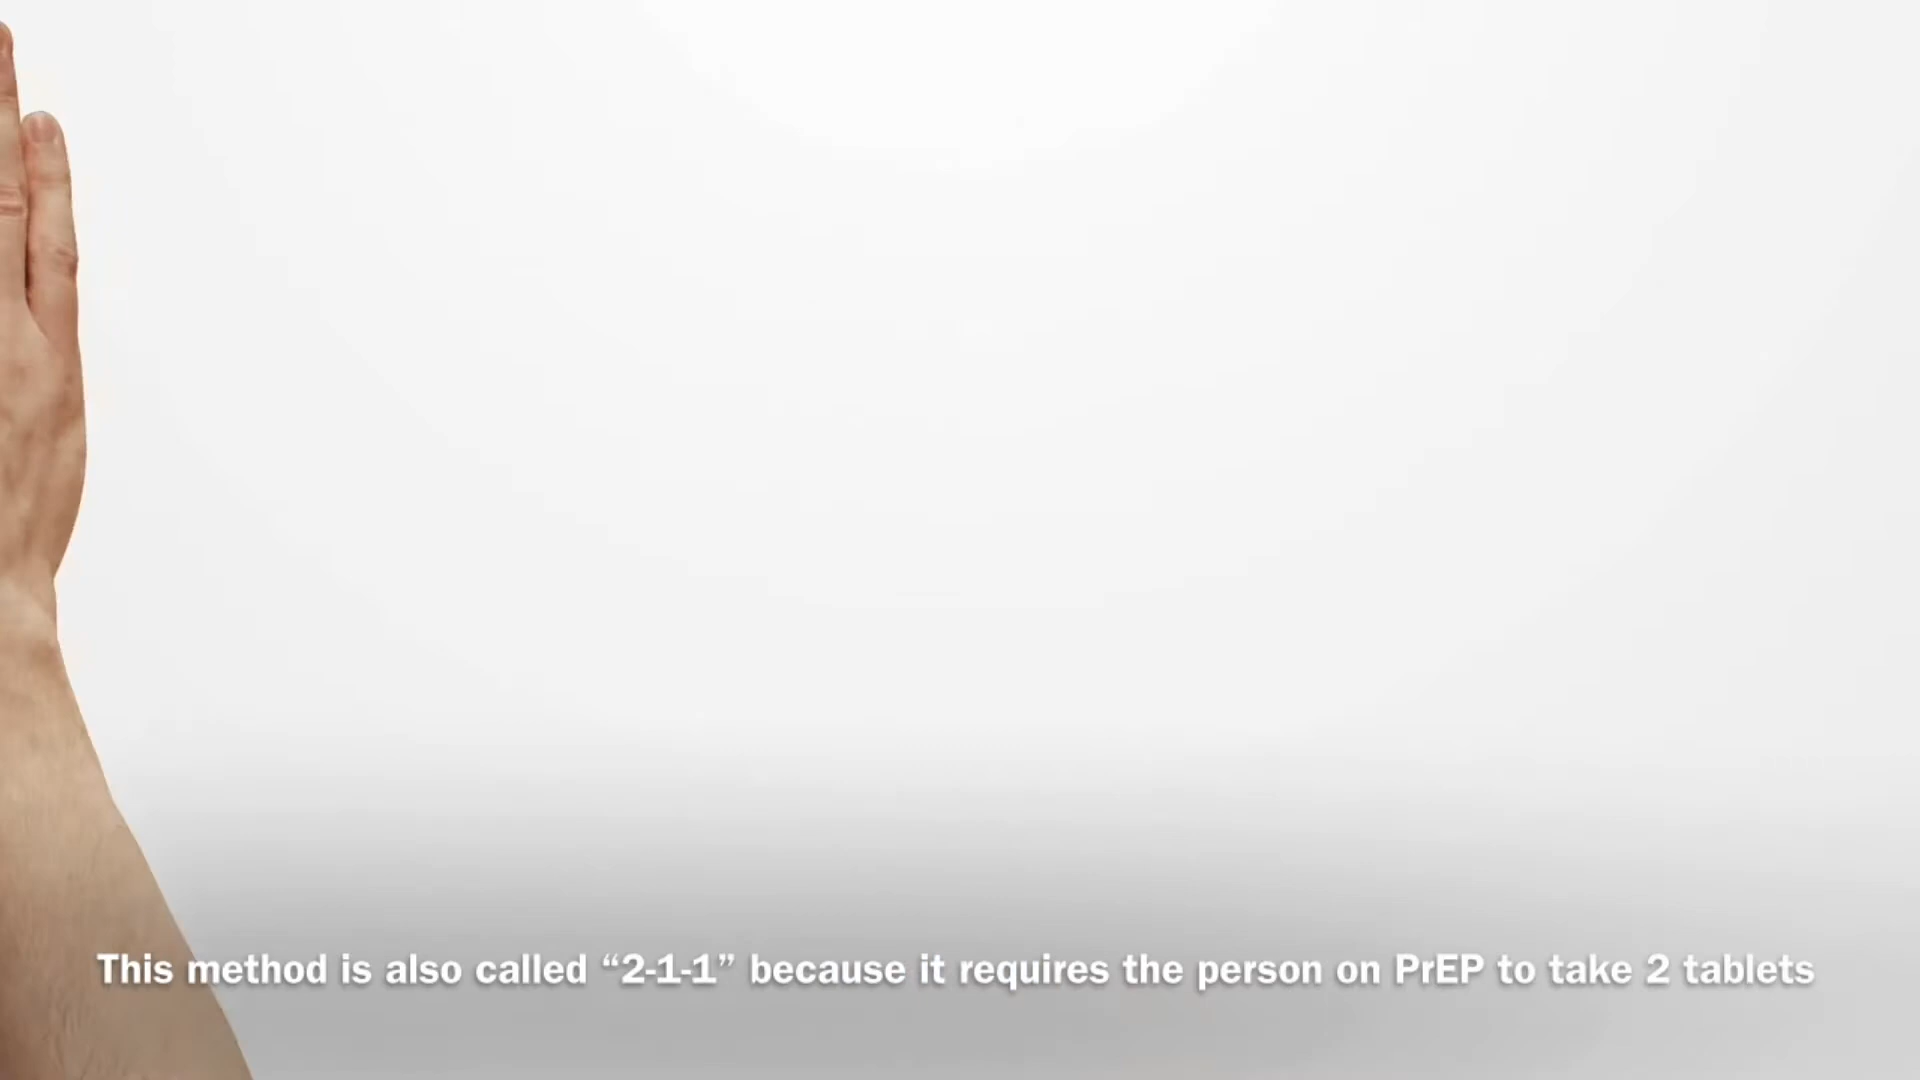 This method is also called “2-1-1” because it requires the person on PrEP to take 2 tablets